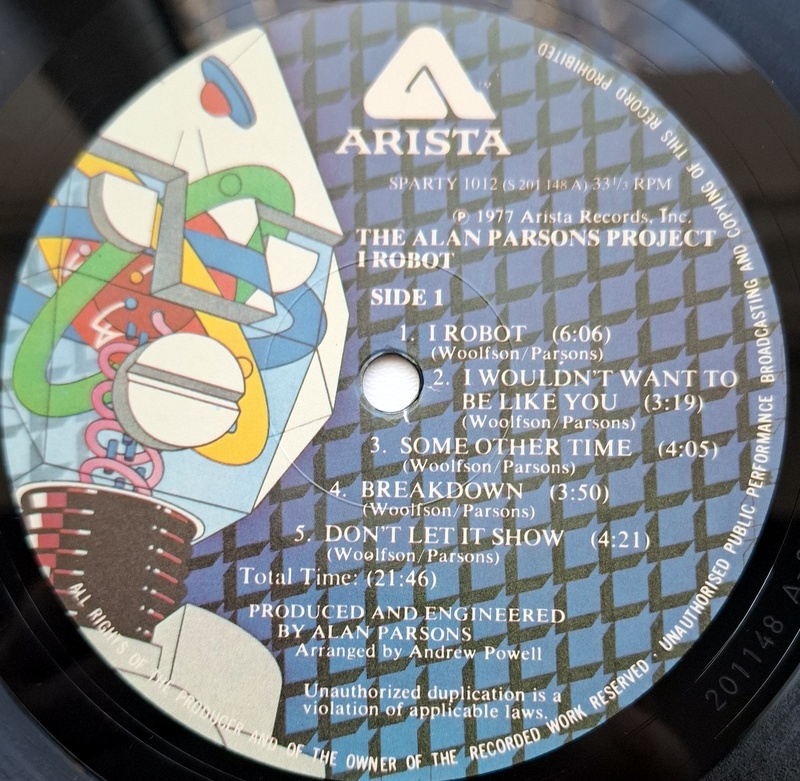 ARISTA
SPARTY 1012 (S 201 148 A) 33 1/3 RPM
℗ 1977 Arista Records, Inc.
THE ALAN PARSONS PROJECT
I ROBOT
SIDE 1
1. I ROBOT (6:06)
(Woolfson/Parsons)
2. I WOULDN'T WANT TO
BE LIKE YOU (3:19)
(Woolfson/Parsons)
3. SOME OTHER TIME (4:05)
(Woolfson/Parsons)
4. BREAKDOWN (3:50)
(Woolfson/Parsons)
5. DON'T LET IT SHOW (4:21)
(Woolfson/Parsons)
Total Time: (21:46)
PRODUCED AND ENGINEERED
BY ALAN PARSONS
Arranged by Andrew Powell
Unauthorized duplication is a
violation of applicable laws.
ALL RIGHTS OF THE PRODUCER AND OF THE OWNER OF THE RECORDED WORK RESERVED · UNAUTHORISED PUBLIC PERFORMANCE BROADCASTING AND COPYING OF THIS RECORD PROHIBITED
201148 A